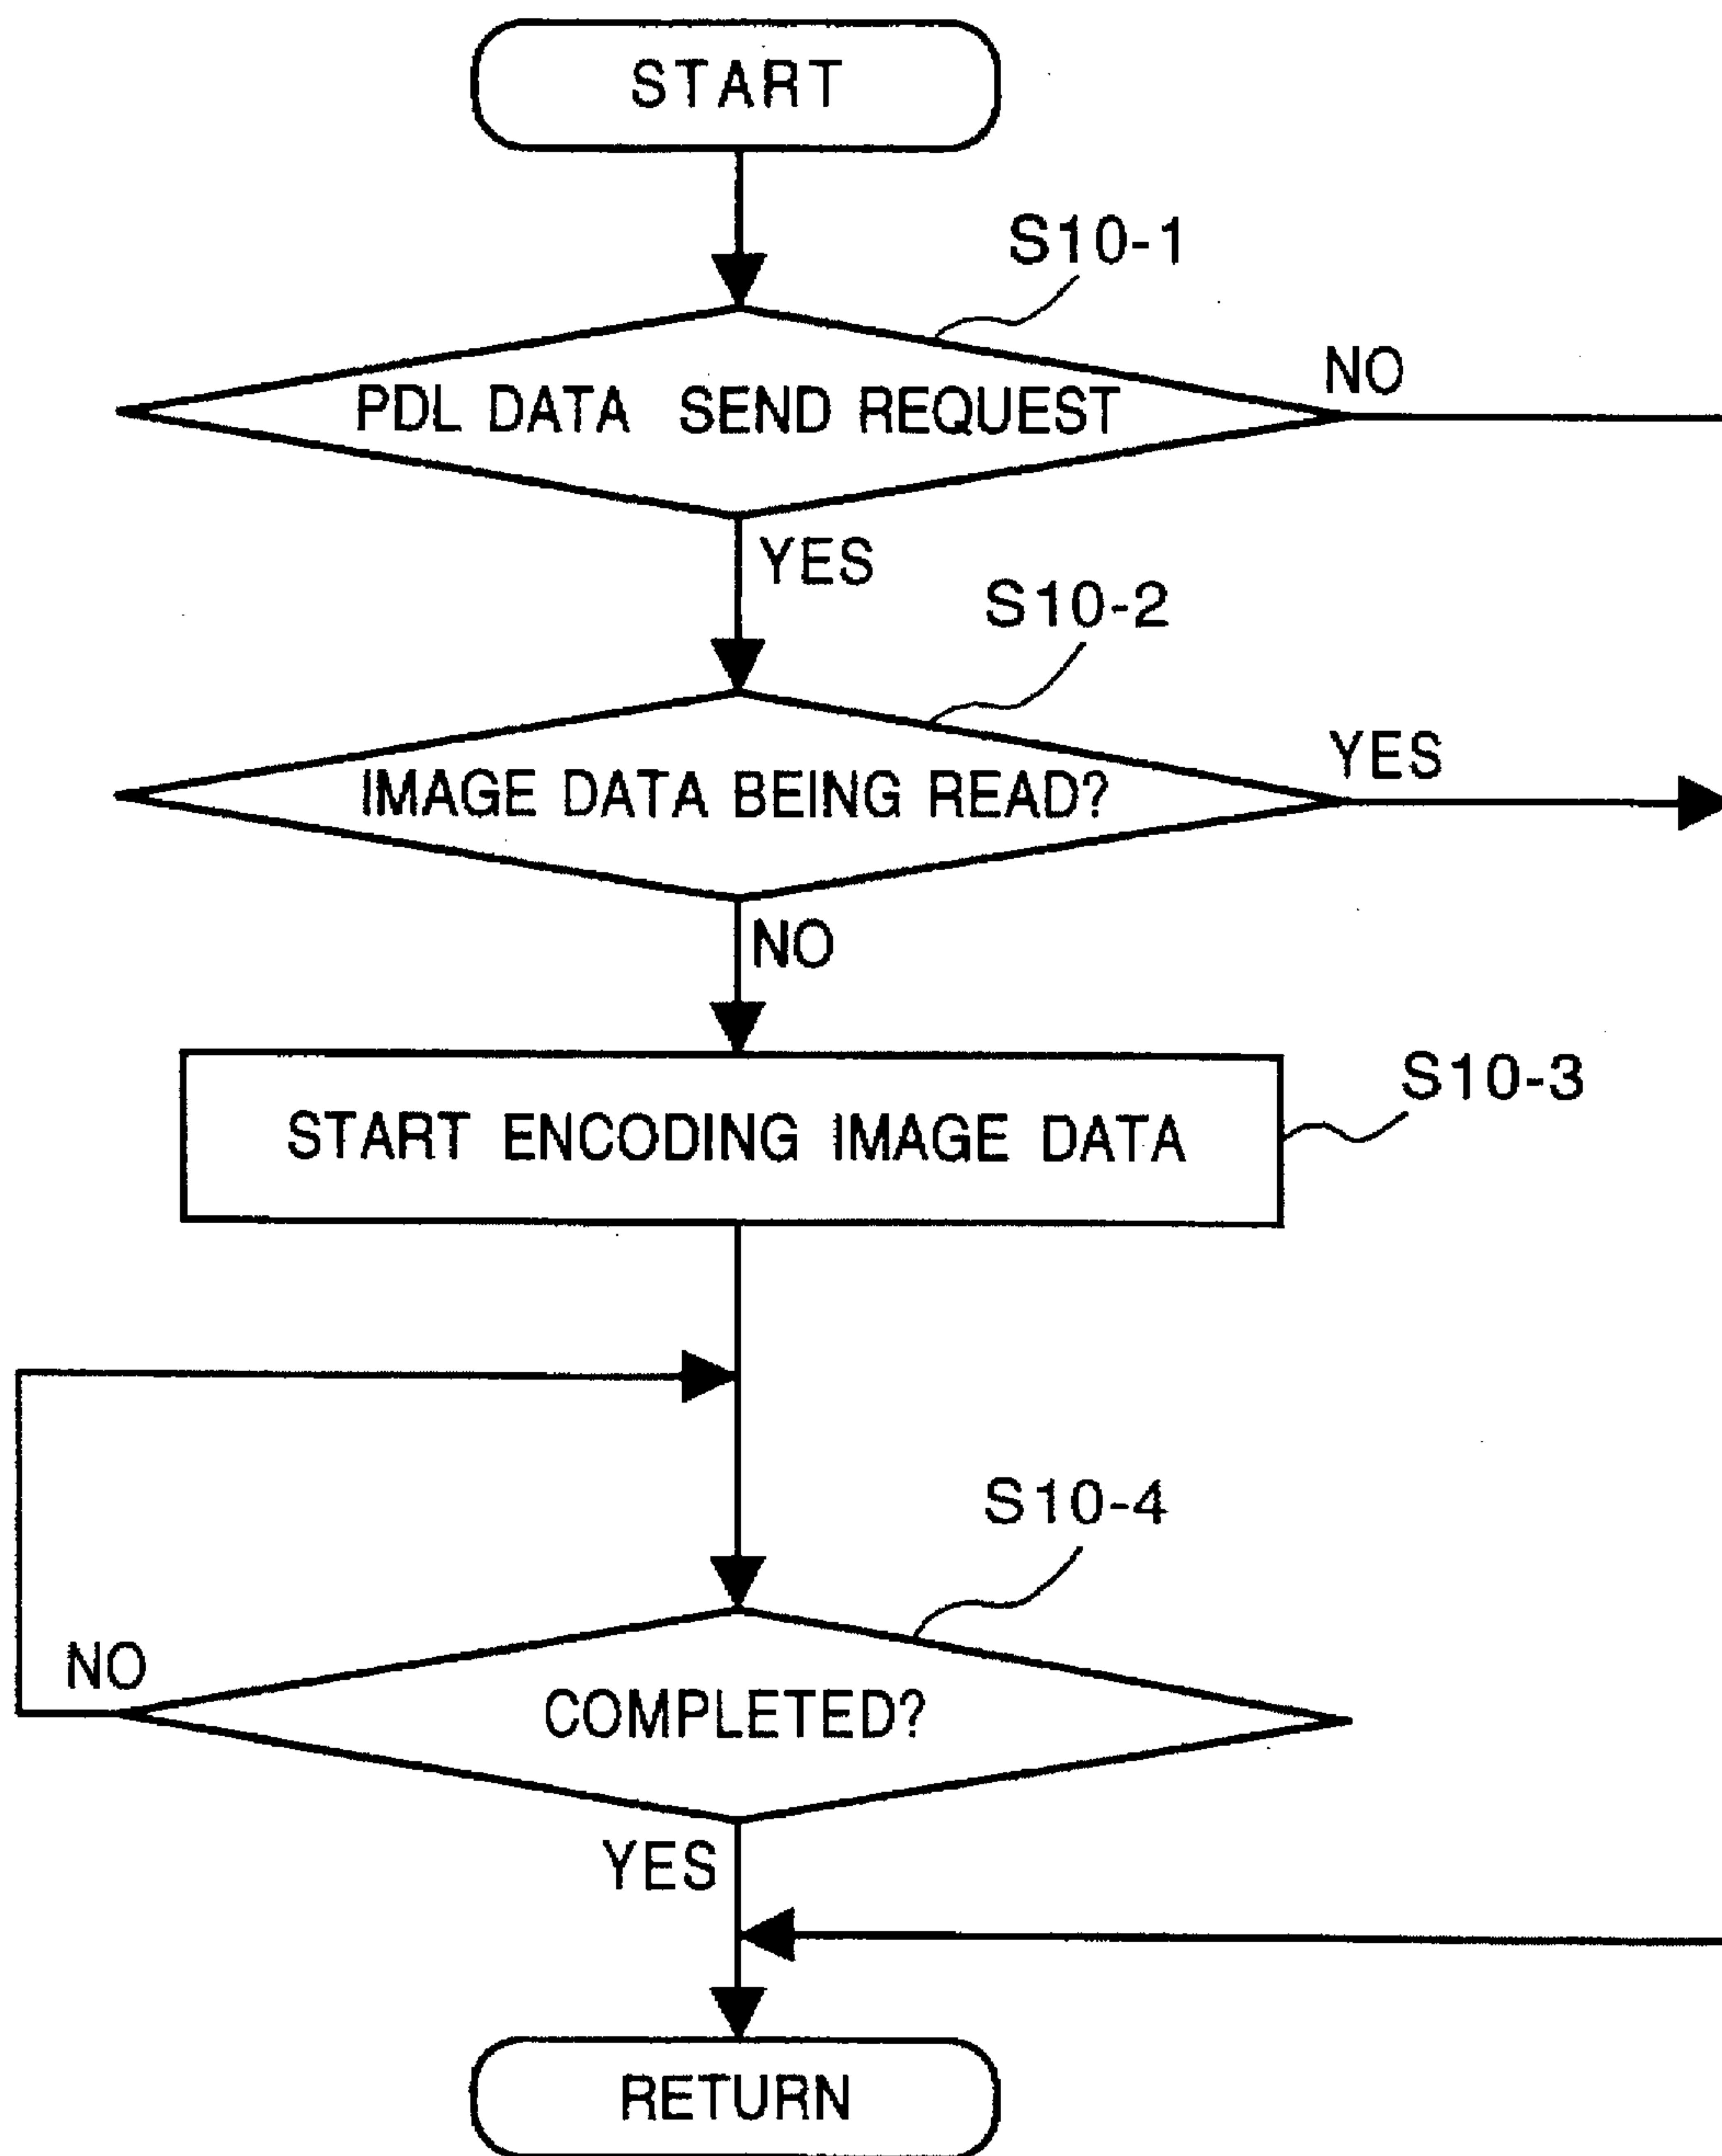 START
S10-1
PDL DATA SEND REQUEST
NO
YES
S10-2
IMAGE DATA BEING READ?
YES
NO
START ENCODING IMAGE DATA
S10-3
S10-4
NO
COMPLETED?
YES
RETURN